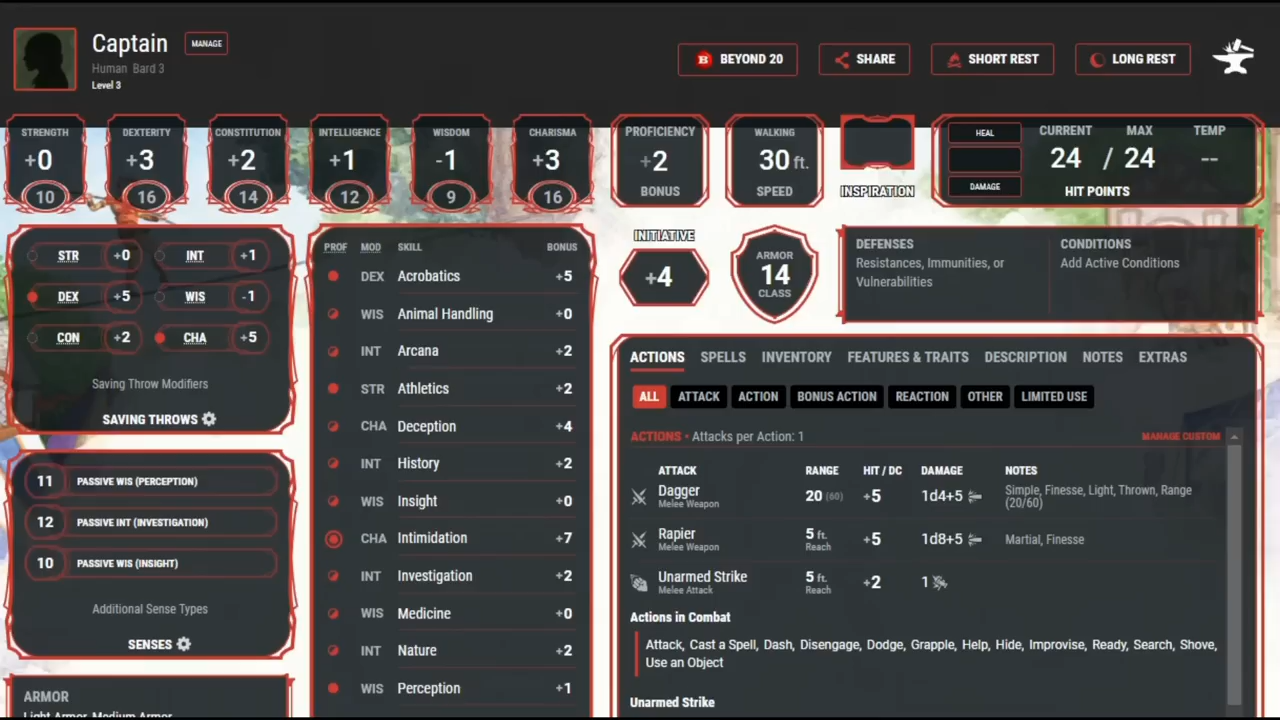 Captain
MANAGE
Human Bard 3
Level 3
B BEYOND 20
SHARE
SHORT REST
LONG REST
STRENGTH
+0
10
DEXTERITY
+3
16
CONSTITUTION
+2
14
INTELLIGENCE
+1
12
WISDOM
-1
9
CHARISMA
+3
16
PROFICIENCY
+2
BONUS
WALKING
30 ft.
SPEED
INSPIRATION
HEAL
DAMAGE
CURRENT MAX TEMP
24 / 24 --
HIT POINTS
STR +0 INT +1
DEX +5 WIS -1
CON +2 CHA +5
Saving Throw Modifiers
SAVING THROWS
11 PASSIVE WIS (PERCEPTION)
12 PASSIVE INT (INVESTIGATION)
10 PASSIVE WIS (INSIGHT)
Additional Sense Types
SENSES
ARMOR
Light Armor, Medium Armor
PROF MOD SKILL BONUS
DEX Acrobatics +5
WIS Animal Handling +0
INT Arcana +2
STR Athletics +2
CHA Deception +4
INT History +2
WIS Insight +0
CHA Intimidation +7
INT Investigation +2
WIS Medicine +0
INT Nature +2
WIS Perception +1
INITIATIVE
+4
ARMOR
14
CLASS
DEFENSES
Resistances, Immunities, or
Vulnerabilities
CONDITIONS
Add Active Conditions
ACTIONS SPELLS INVENTORY FEATURES & TRAITS DESCRIPTION NOTES EXTRAS
ALL ATTACK ACTION BONUS ACTION REACTION OTHER LIMITED USE
ACTIONS • Attacks per Action: 1 MANAGE CUSTOM
ATTACK RANGE HIT / DC DAMAGE NOTES
Dagger
Melee Weapon
20 (60) +5 1d4+5
Simple, Finesse, Light, Thrown, Range
(20/60)
Rapier
Melee Weapon
5 ft.
Reach
+5 1d8+5 Martial, Finesse
Unarmed Strike
Melee Attack
5 ft.
Reach
+2 1
Actions in Combat
Attack, Cast a Spell, Dash, Disengage, Dodge, Grapple, Help, Hide, Improvise, Ready, Search, Shove,
Use an Object
Unarmed Strike